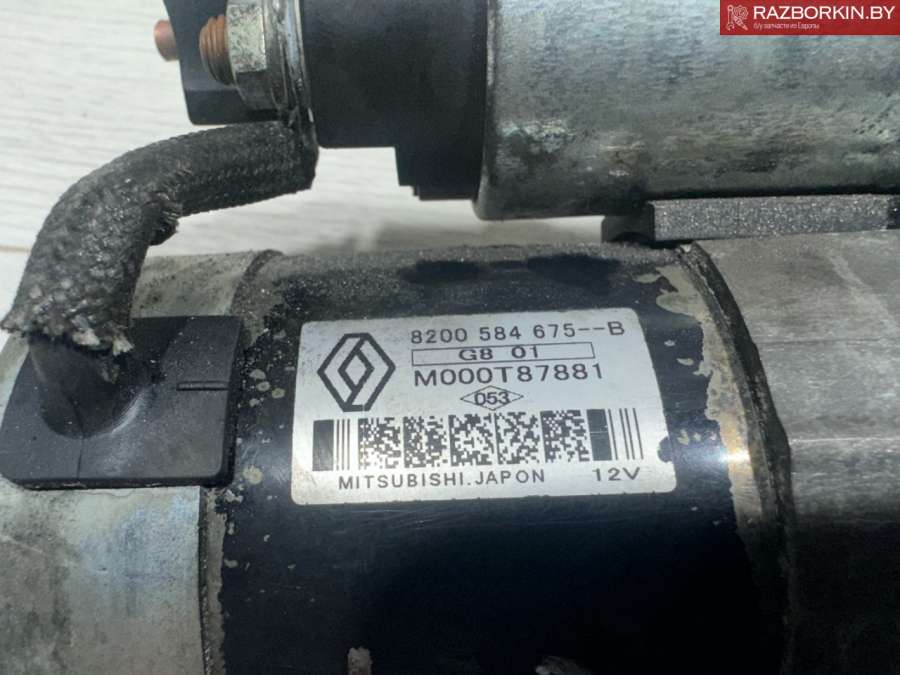 RAZBORKIN.BY
б/у запчасти из Европы
8200 584 675--B
G8 01
M000T87881
053
MITSUBISHI.JAPON 12V